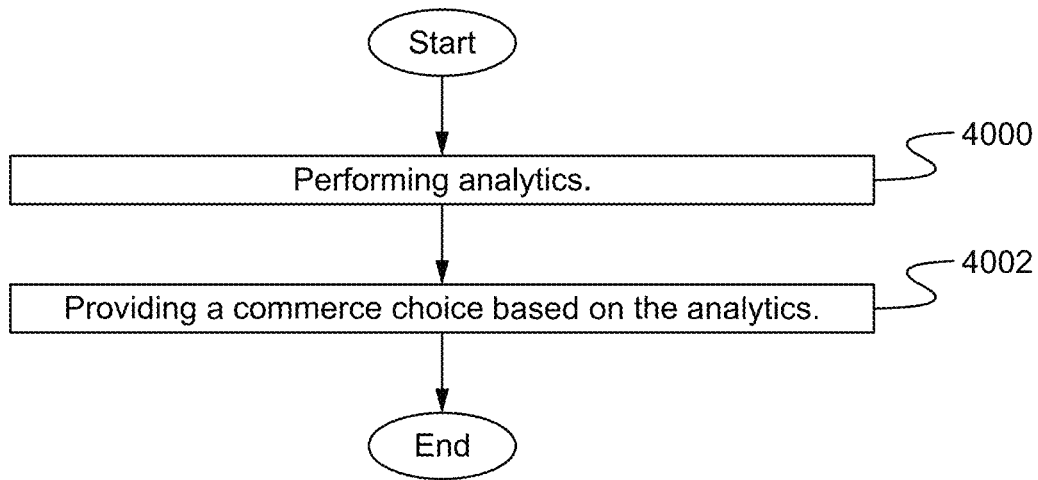 Start
4000
Performing analytics.
4002
Providing a commerce choice based on the analytics.
End